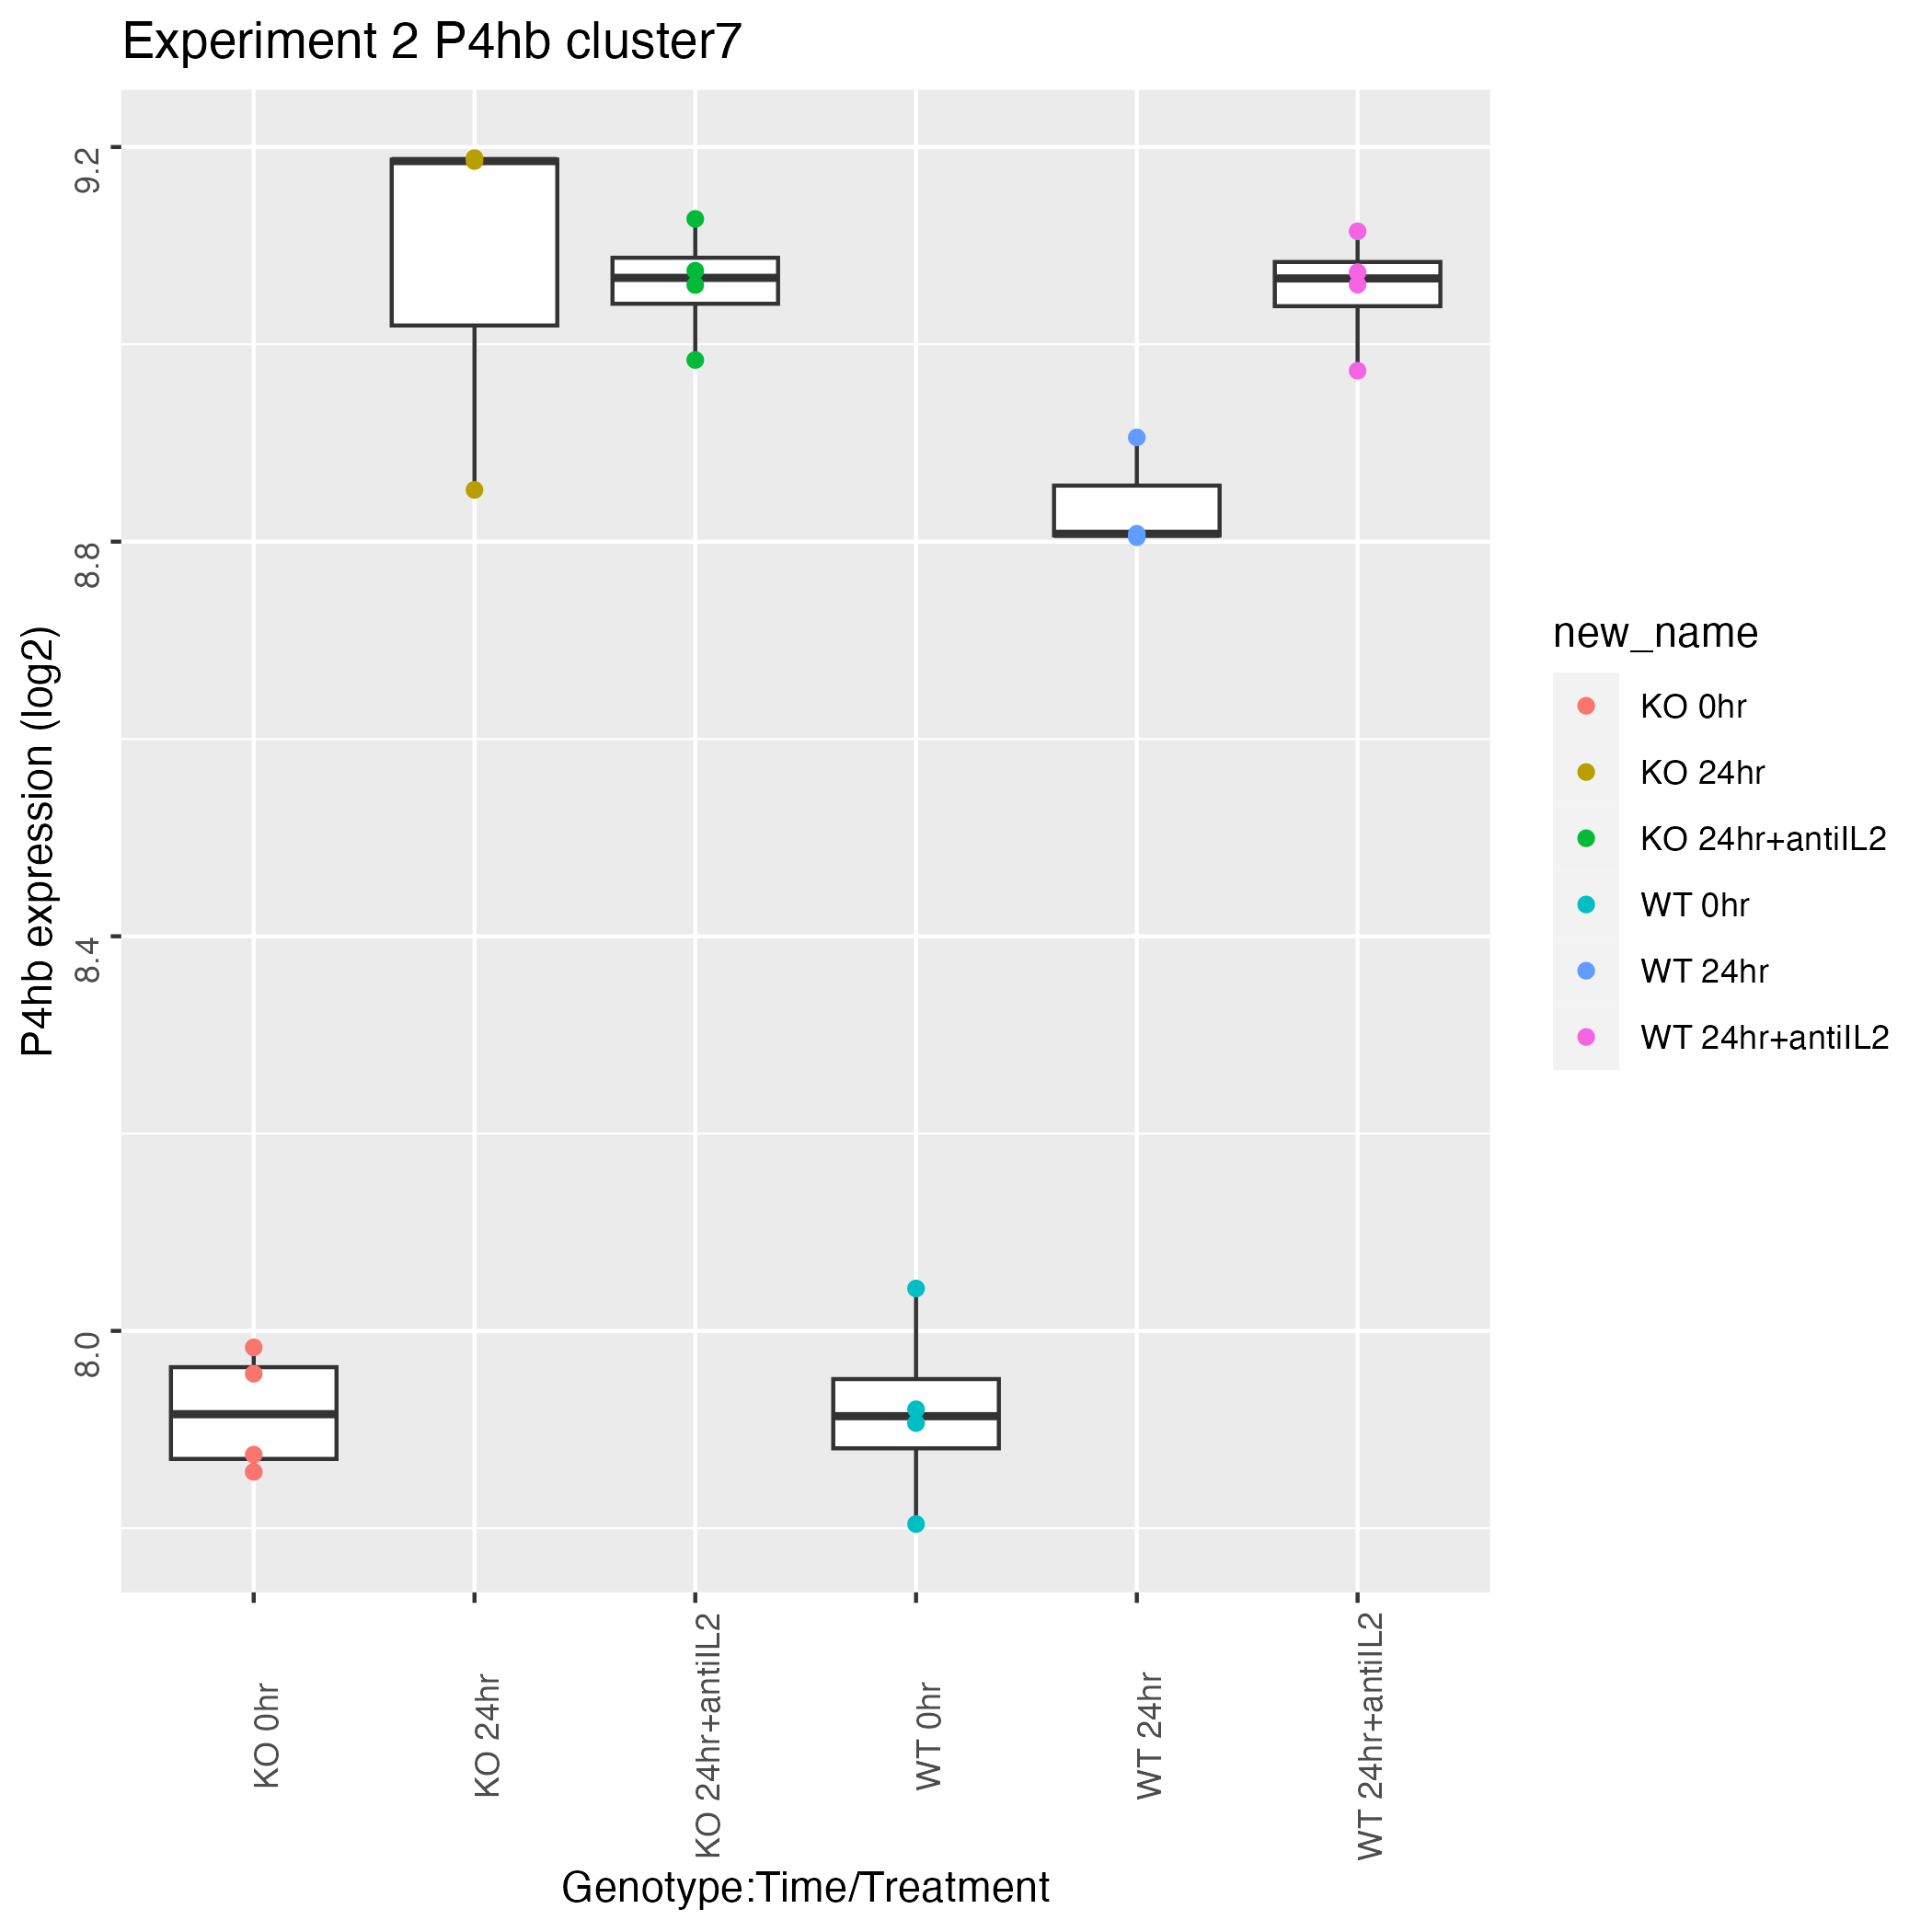 Experiment 2 P4hb cluster7
P4hb expression (log2)
9.2
8.8
8.4
8.0
KO 0hr
KO 24hr
KO 24hr+antiIL2
WT 0hr
WT 24hr
WT 24hr+antiIL2
Genotype:Time/Treatment
new_name
KO 0hr
KO 24hr
KO 24hr+antiIL2
WT 0hr
WT 24hr
WT 24hr+antiIL2